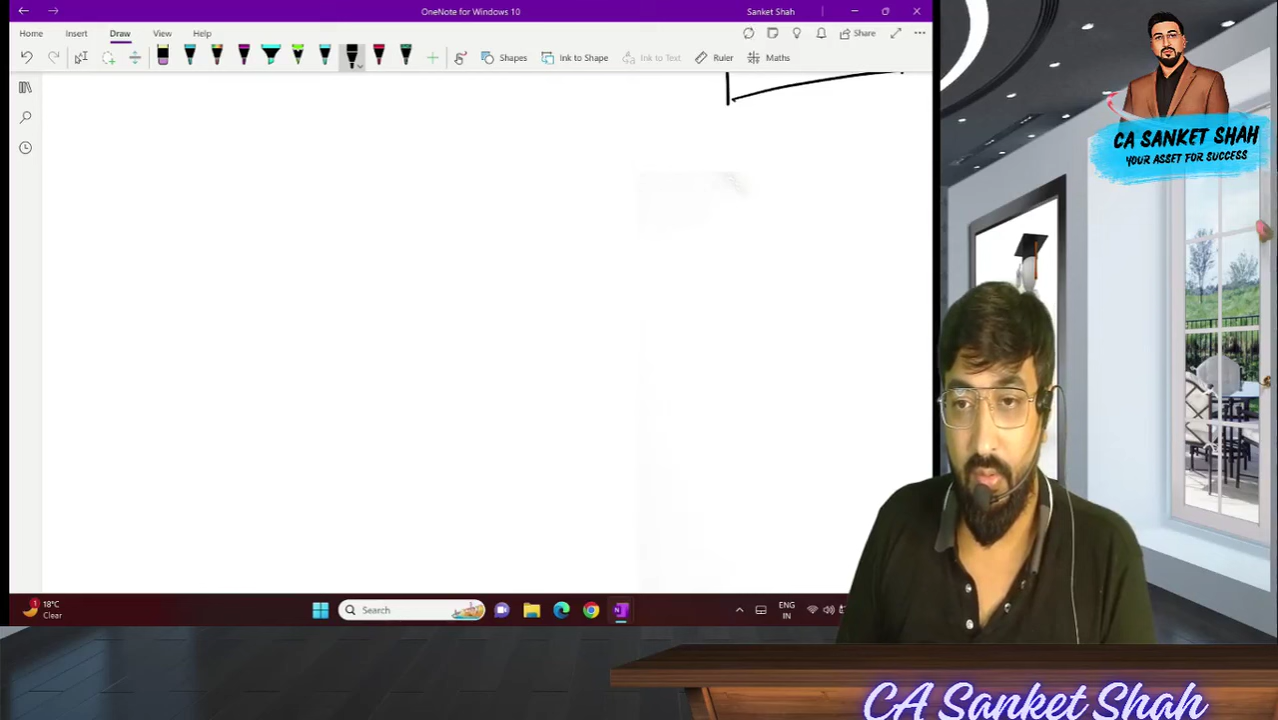 OneNote for Windows 10
Sanket Shah
Home
Insert
Draw
View
Help
Share
Shapes
Ink to Shape
Ink to Text
Ruler
Maths
CA SANKET SHAH
YOUR ASSET FOR SUCCESS
1
18°C
Clear
Search
ENG
IN
CA Sanket Shah